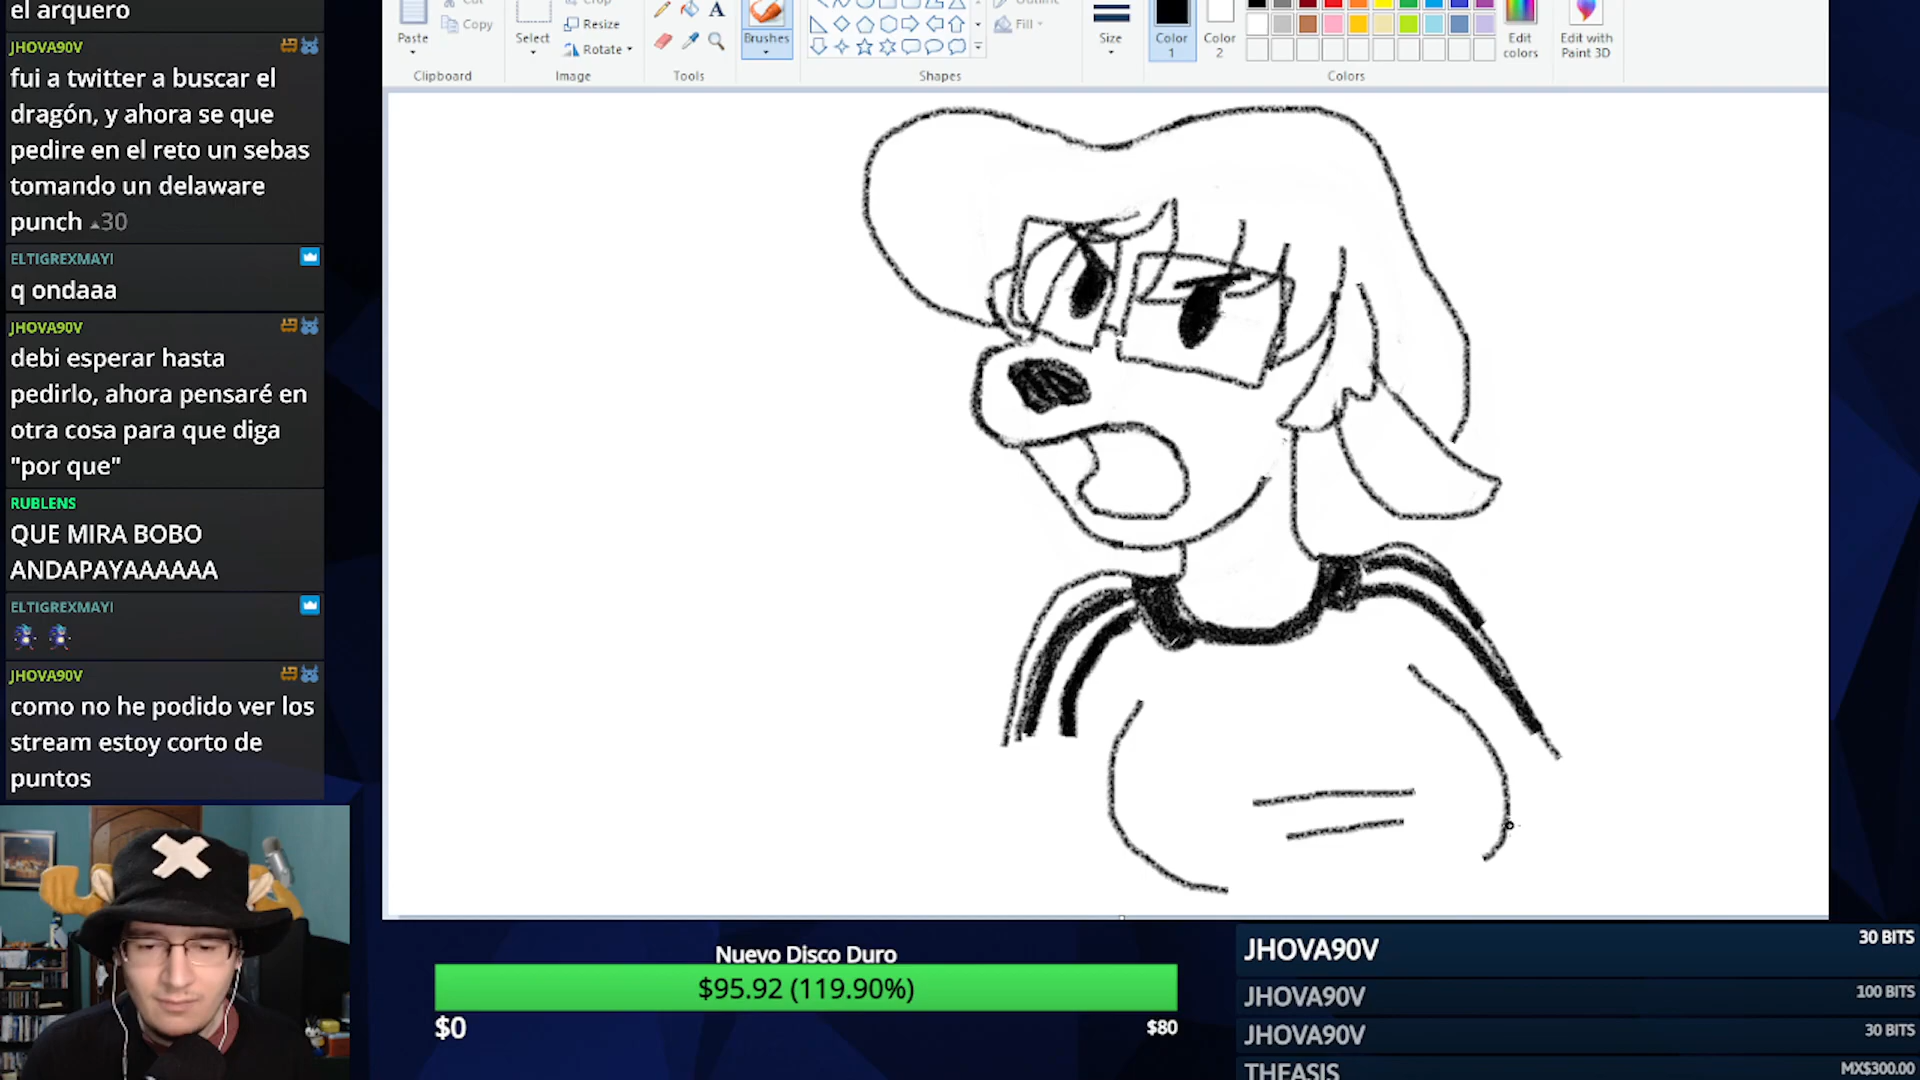 el arquero
JHOVA90V
fui a twitter a buscar el
dragón, y ahora se que
pedire en el reto un sebas
tomando un delaware
punch ▲30
ELTIGREXMAYI
q ondaaa
JHOVA90V
debi esperar hasta
pedirlo, ahora pensaré en
otra cosa para que diga
"por que"
RUBLENS
QUE MIRA BOBO
ANDAPAYAAAAAA
ELTIGREXMAYI
JHOVA90V
como no he podido ver los
stream estoy corto de
puntos
Cut
Paste
Copy
Clipboard
Crop
Select
Resize
Rotate
Image
A
Tools
Brushes
Outline
Fill
Shapes
Size
Color
1
Color
2
Colors
Edit
colors
Edit with
Paint 3D
Nuevo Disco Duro
$95.92 (119.90%)
$0
$80
JHOVA90V
30 BITS
JHOVA90V
100 BITS
JHOVA90V
30 BITS
THEASIS
MX$300.00